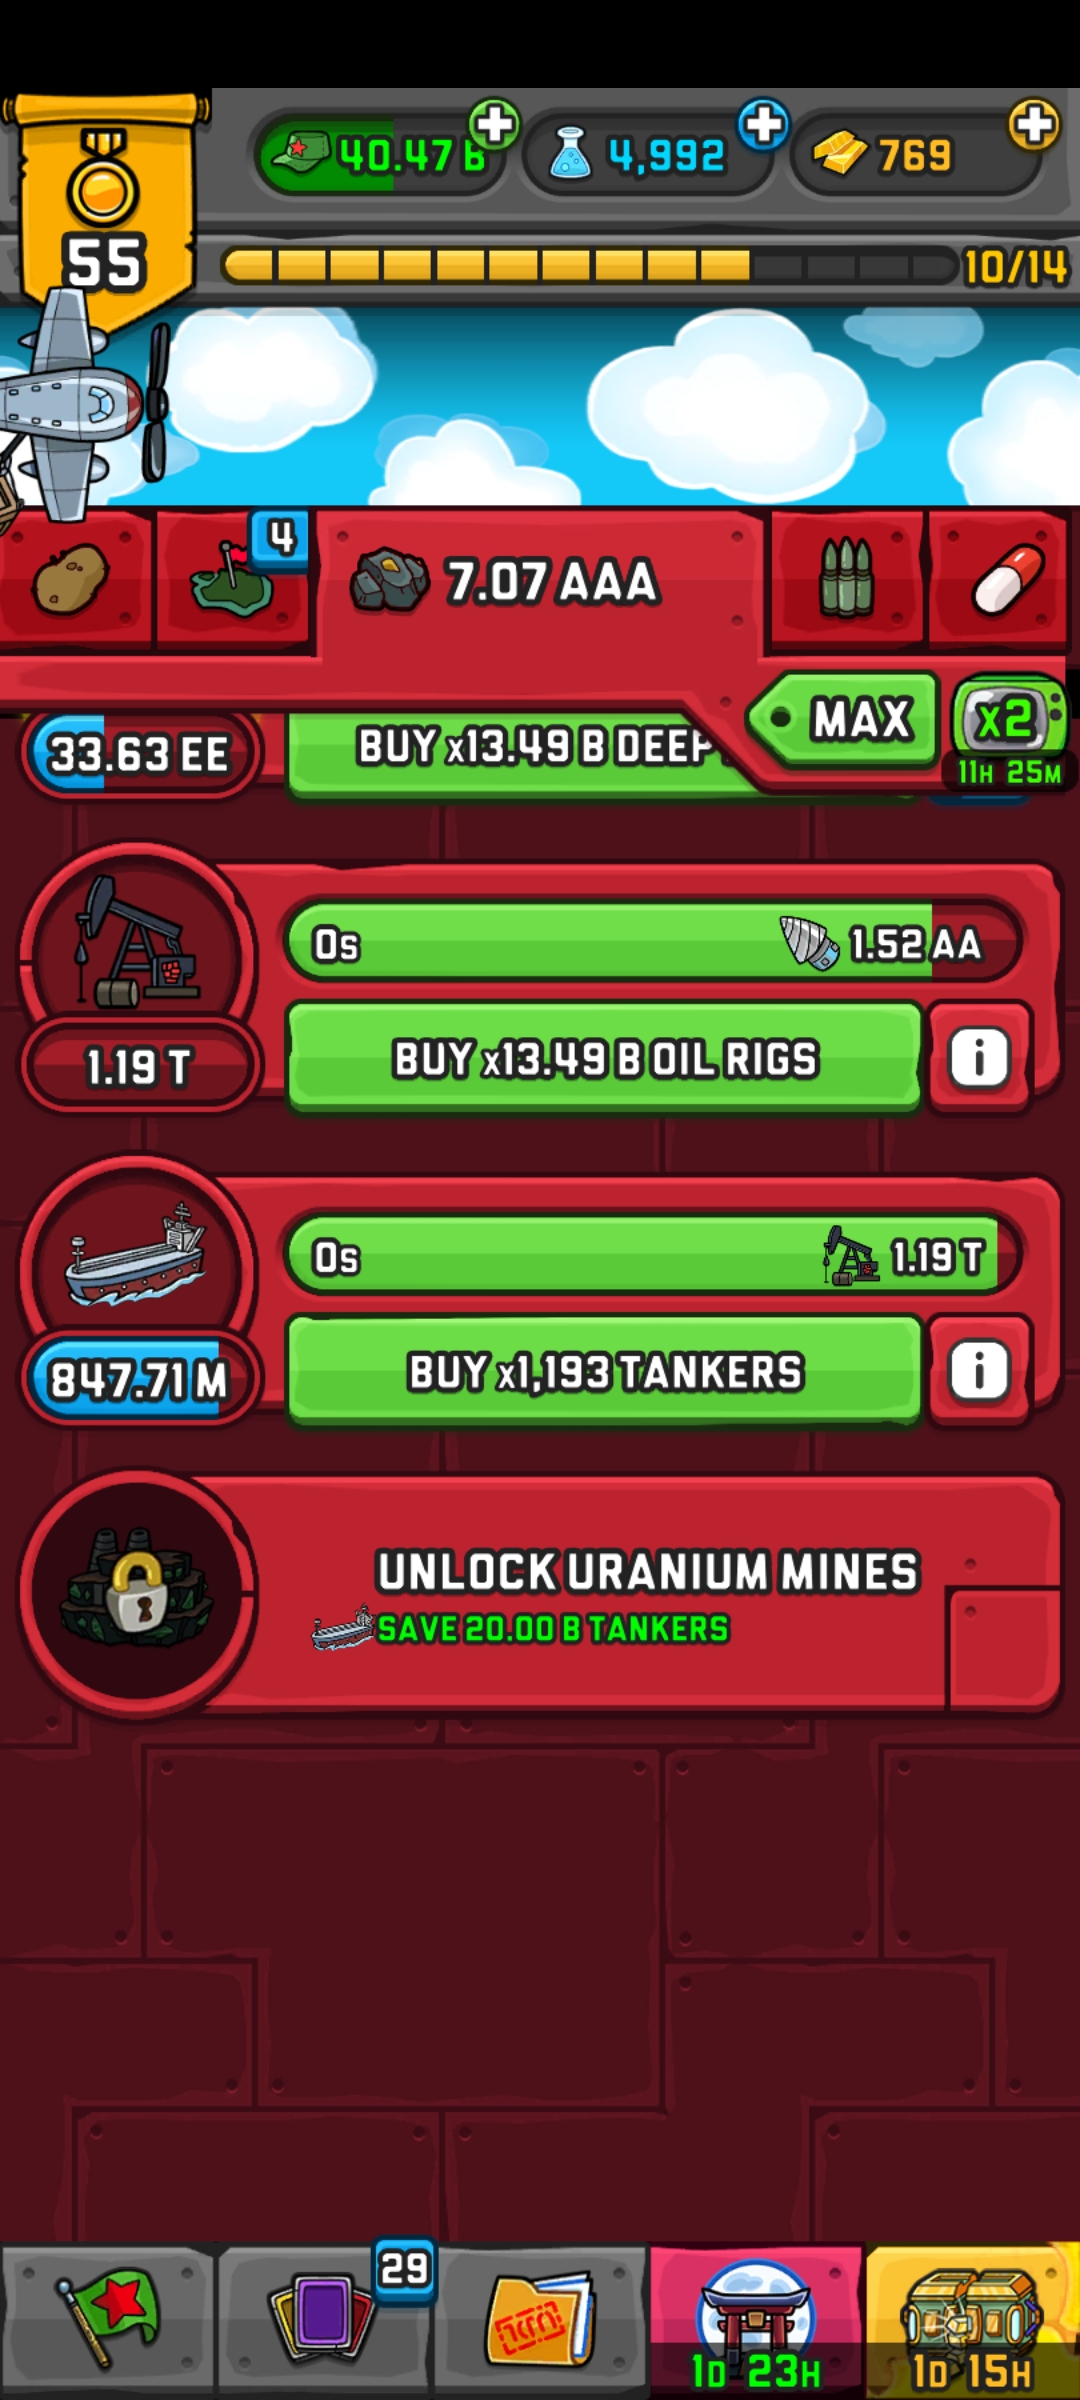 40.47 B
4,992
769
55
10/14
4
7.07 AAA
MAX
x2
11H 25M
33.63 EE
BUY x13.49 B DEEP
0s
1.52 AA
1.19 T
BUY x13.49 B OIL RIGS
i
0s
1.19 T
847.71 M
BUY x1,193 TANKERS
i
UNLOCK URANIUM MINES
SAVE 20.00 B TANKERS
29
1D 23H
1D 15H